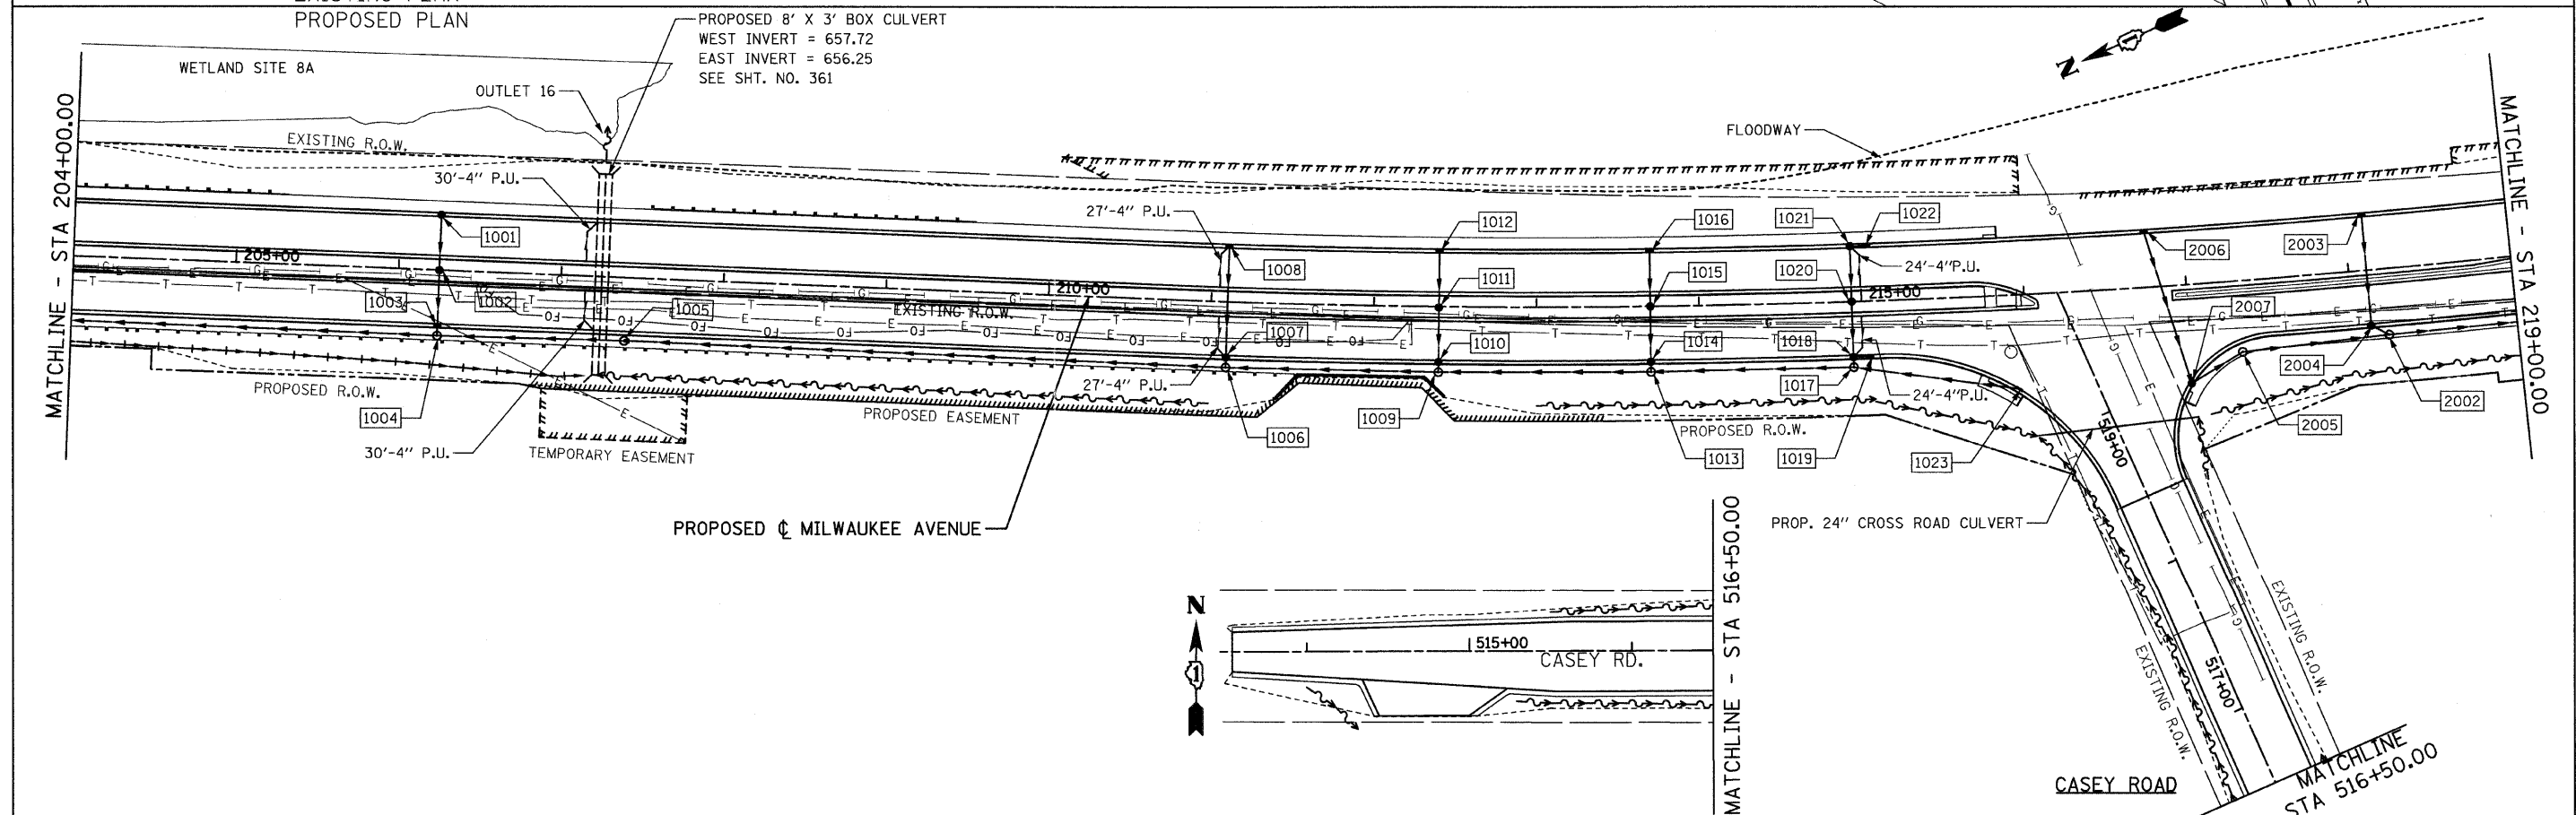 PROPOSED PLAN
PROPOSED 8' X 3' BOX CULVERT
WEST INVERT = 657.72
EAST INVERT = 656.25
SEE SHT. NO. 361
WETLAND SITE 8A
OUTLET 16
N
1
MATCHLINE - STA 204+00.00
MATCHLINE - STA 219+00.00
EXISTING R.O.W.
FLOODWAY
30'-4" P.U.
27'-4" P.U.
1001
1008
1012
1016
1021
1022
2006
2003
24'-4"P.U.
205+00
210+00
215+00
1003
1002
1005
EXISTING R.O.W.
1007
1011
1010
1015
1014
1020
1018
2007
2004
PROPOSED R.O.W.
1004
30'-4" P.U.
TEMPORARY EASEMENT
PROPOSED EASEMENT
27'-4" P.U.
1006
1009
1013
PROPOSED R.O.W.
1017
24'-4"P.U.
1019
1023
519+00
2005
2002
PROPOSED ℄ MILWAUKEE AVENUE
PROP. 24" CROSS ROAD CULVERT
N
1
515+00
CASEY RD.
MATCHLINE - STA 516+50.00
EXISTING R.O.W.
EXISTING R.O.W.
517+00
CASEY ROAD
MATCHLINE
STA 516+50.00